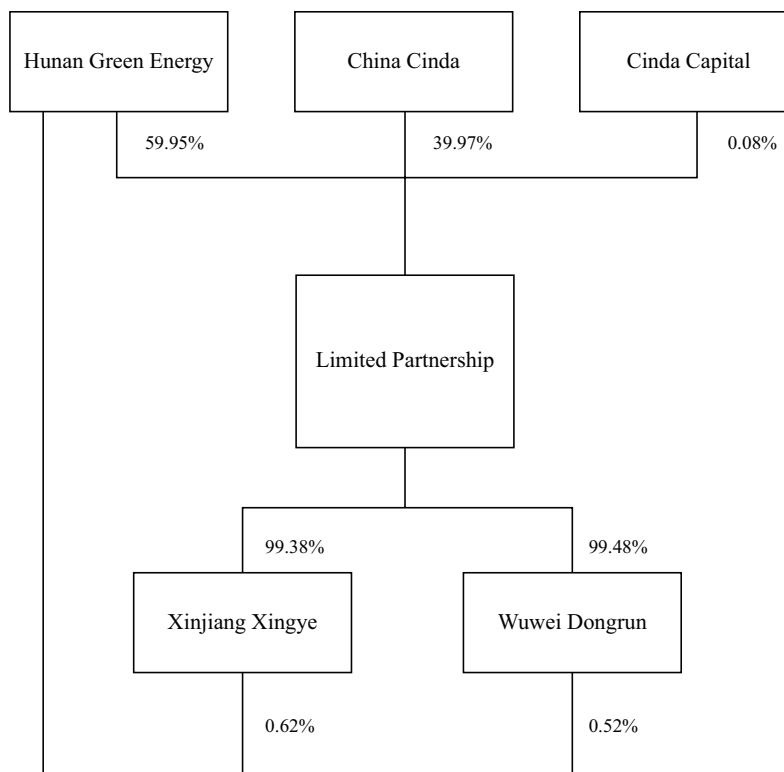 Hunan Green Energy
China Cinda
Cinda Capital
59.95%
39.97%
0.08%
Limited Partnership
99.38%
99.48%
Xinjiang Xingye
Wuwei Dongrun
0.62%
0.52%